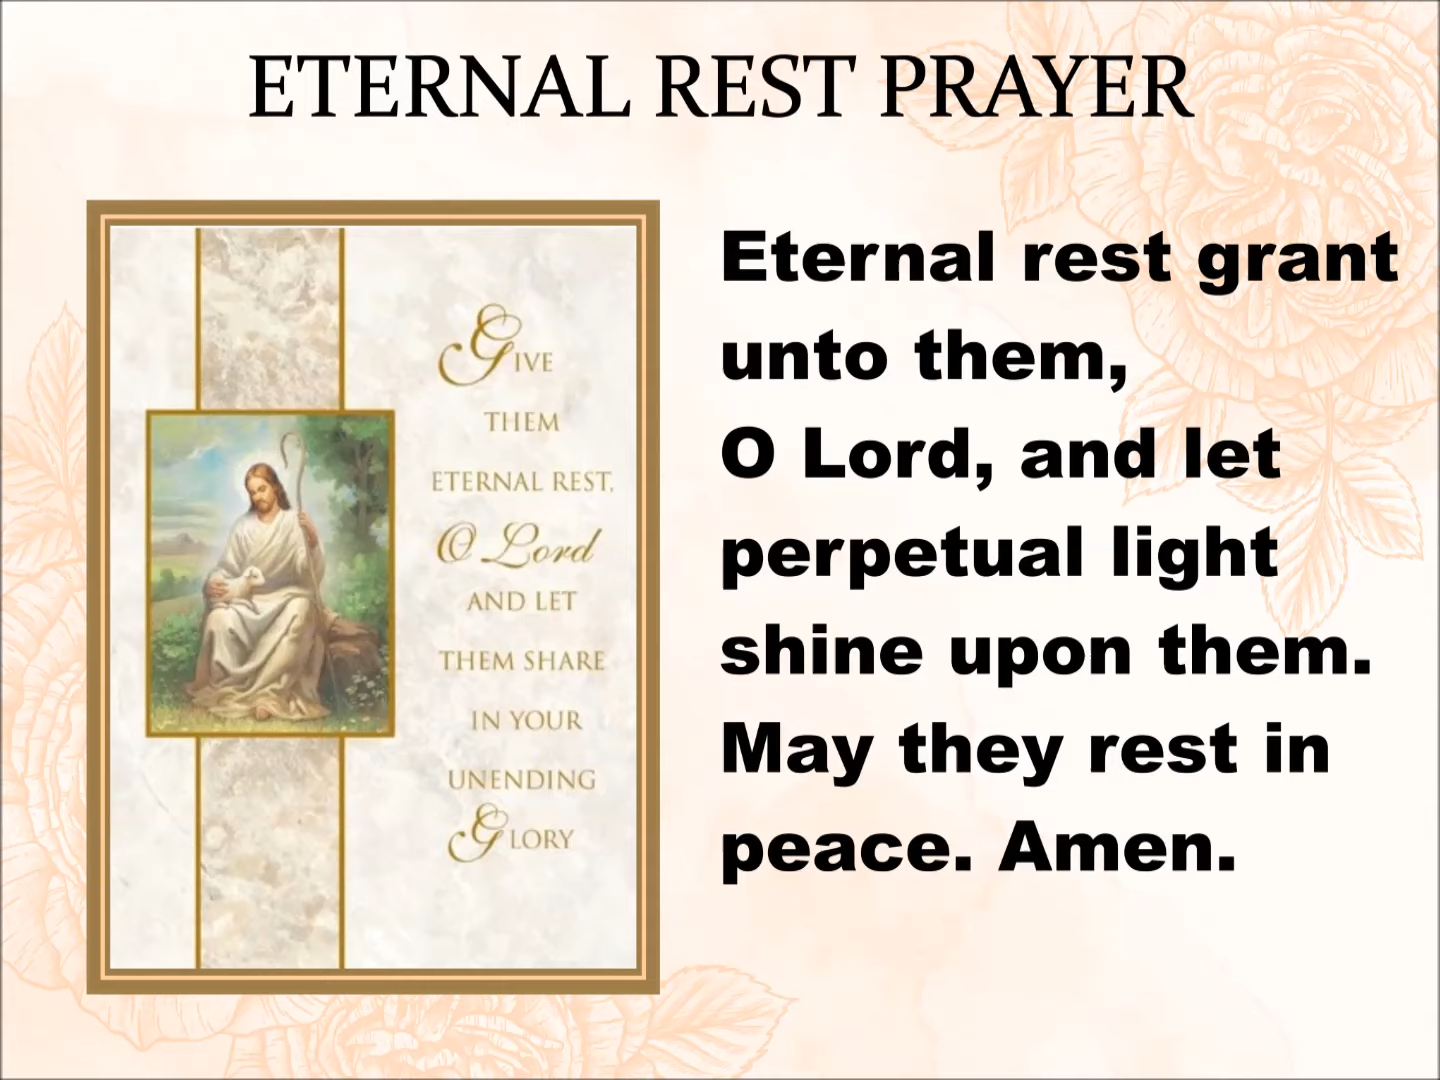 ETERNAL REST PRAYER
GIVE
THEM
ETERNAL REST,
O Lord
AND LET
THEM SHARE
IN YOUR
UNENDING
GLORY
Eternal rest grant
unto them,
O Lord, and let
perpetual light
shine upon them.
May they rest in
peace. Amen.